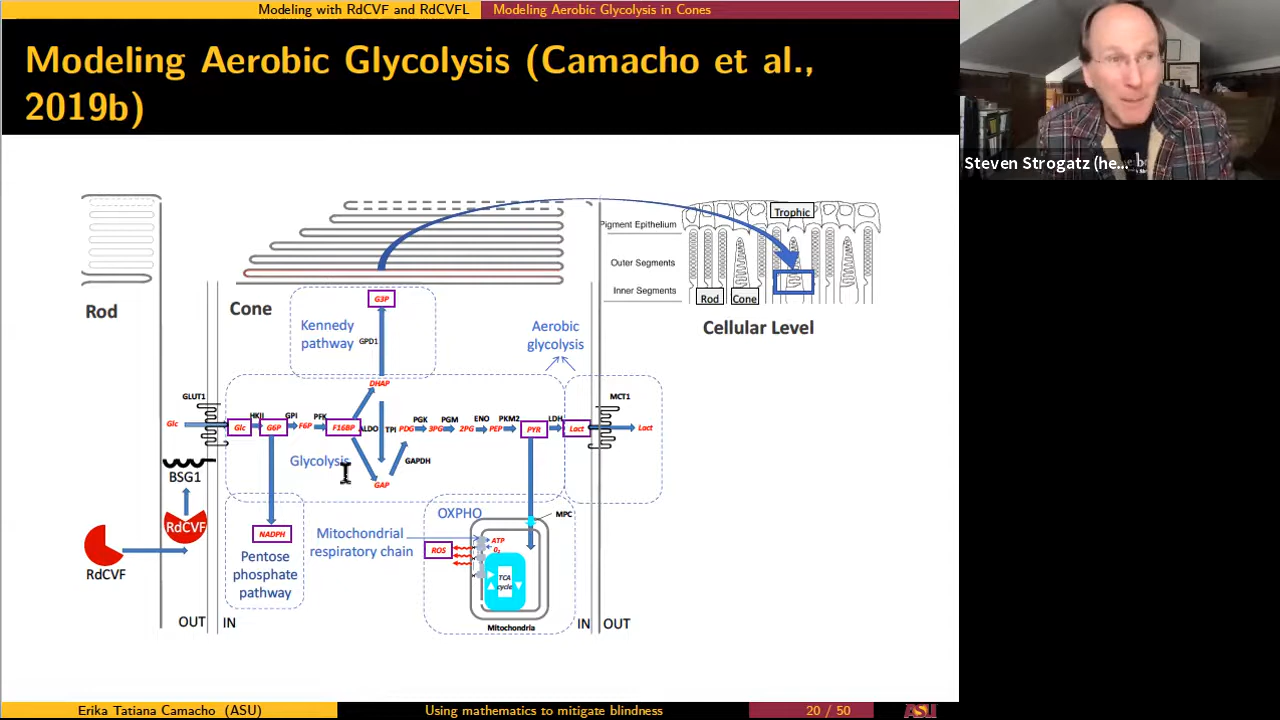 Modeling with RdCVF and RdCVFL
Modeling Aerobic Glycolysis in Cones
Modeling Aerobic Glycolysis (Camacho et al.,
2019b)
Steven Strogatz (he...
Pigment Epithelium
Trophic
Outer Segments
Inner Segments
Rod
Cone
Cellular Level
Rod
Cone
G3P
Kennedy
pathway
GPD1
Aerobic
glycolysis
DHAP
GLUT1
MCT1
Glc
Glc
HKII
G6P
GPI
F6P
PFK
F16BP
ALDO
TPI
PDG
PGK
3PG
PGM
2PG
ENO
PEP
PKM2
PYR
LDH
Lact
Lact
Glycolysis
GAPDH
GAP
BSG1
RdCVF
RdCVF
NADPH
Pentose
phosphate
pathway
Mitochondrial
respiratory chain
OXPHO
MPC
ROS
ATP
O2
TCA
cycle
Mitochondria
OUT
IN
IN
OUT
Erika Tatiana Camacho (ASU)
Using mathematics to mitigate blindness
20 / 50
ASU